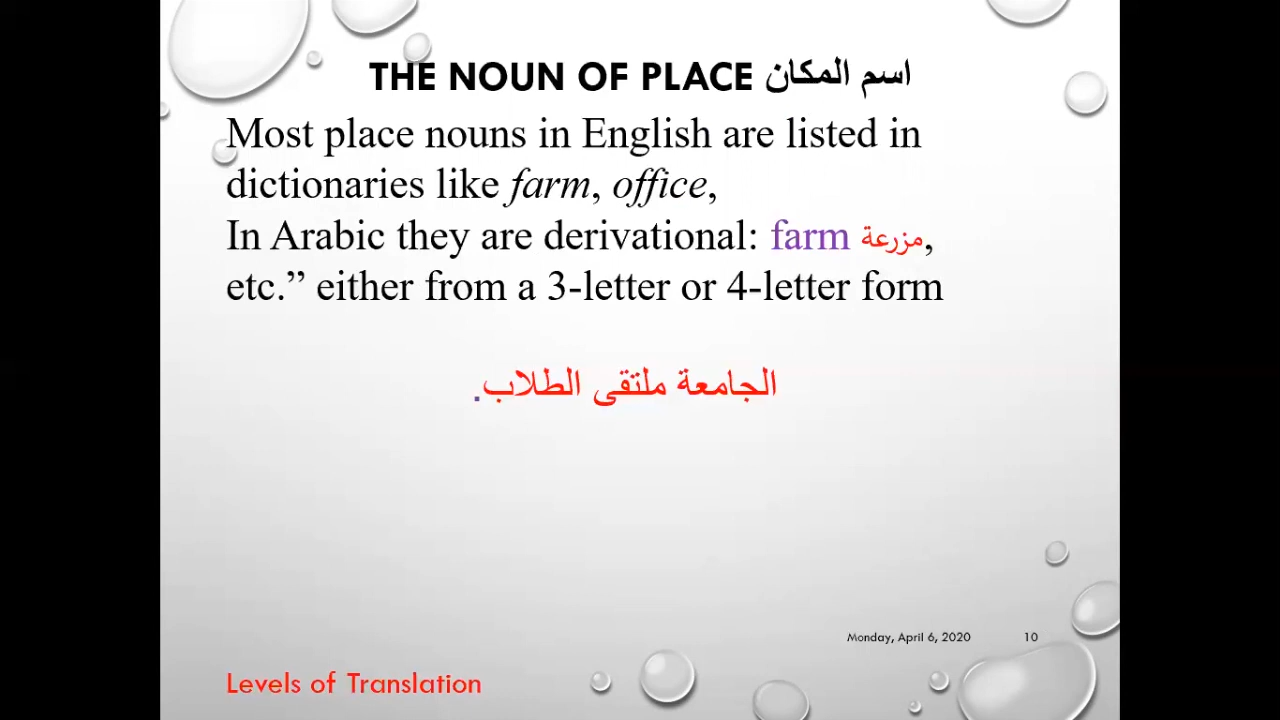 THE NOUN OF PLACE اسم المكان
Most place nouns in English are listed in
dictionaries like farm, office,
In Arabic they are derivational: farm مزرعة,
etc.” either from a 3-letter or 4-letter form
الجامعة ملتقى الطلاب.
Monday, April 6, 2020 10
Levels of Translation